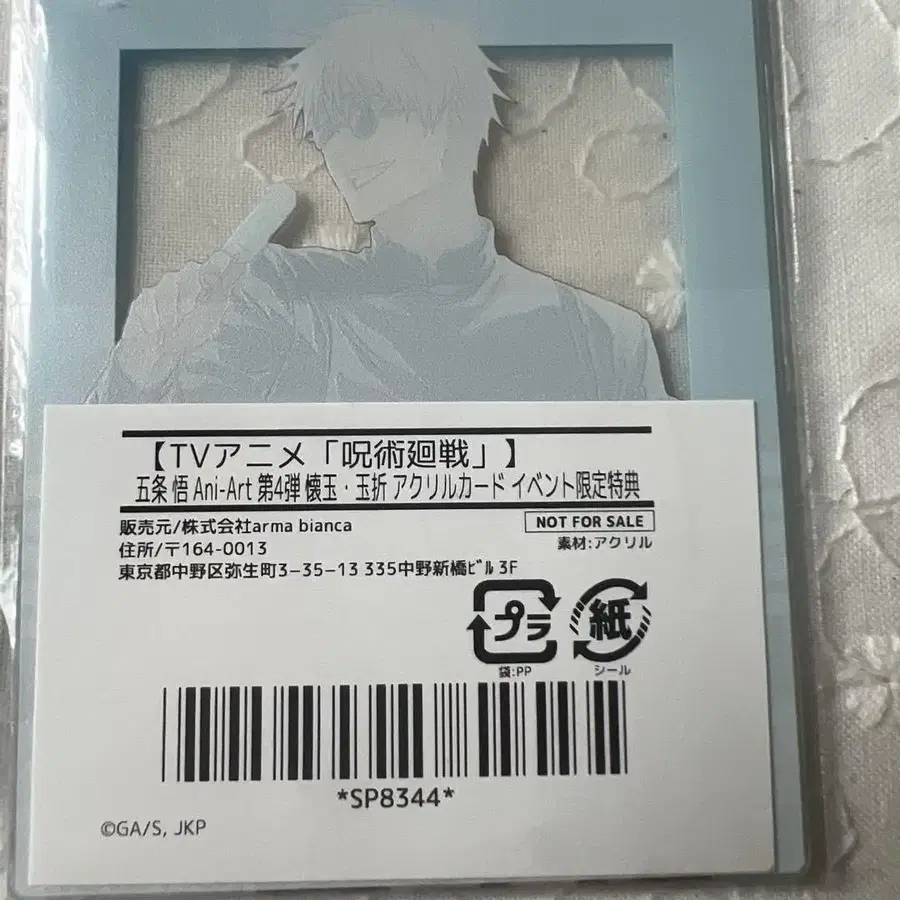 【TVアニメ「呪術廻戦」】
五条 悟 Ani-Art 第4弾 懐玉・玉折 アクリルカード イベント限定特典
販売元/株式会社arma bianca
NOT FOR SALE
住所/〒164-0013
素材:アクリル
東京都中野区弥生町3-35-13 335中野新橋ビル 3F
プラ
紙
袋:PP
シール
*SP8344*
©GA/S, JKP